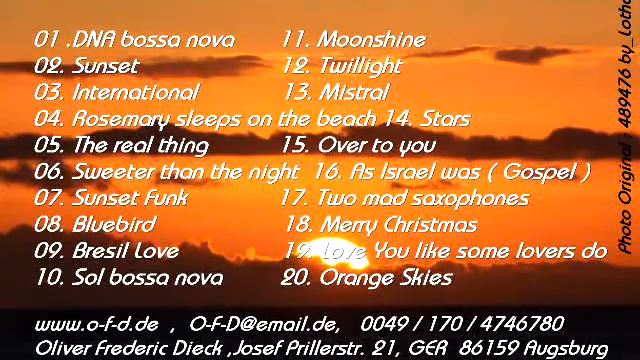 01 .DNA bossa nova 11. Moonshine
02. Sunset 12. Twillight
03. International 13. Mistral
04. Rosemary sleeps on the beach 14. Stars
05. The real thing 15. Over to you
06. Sweeter than the night 16. As Israel was ( Gospel )
07. Sunset Funk 17. Two mad saxophones
08. Bluebird 18. Merry Christmas
09. Bresil Love 19. Love You like some lovers do
10. Sol bossa nova 20. Orange Skies
www.o-f-d.de , O-F-D@email.de, 0049 / 170 / 4746780
Oliver Frederic Dieck ,Josef Prillerstr. 21, GER 86159 Augsburg
Photo Original : 489476 by_